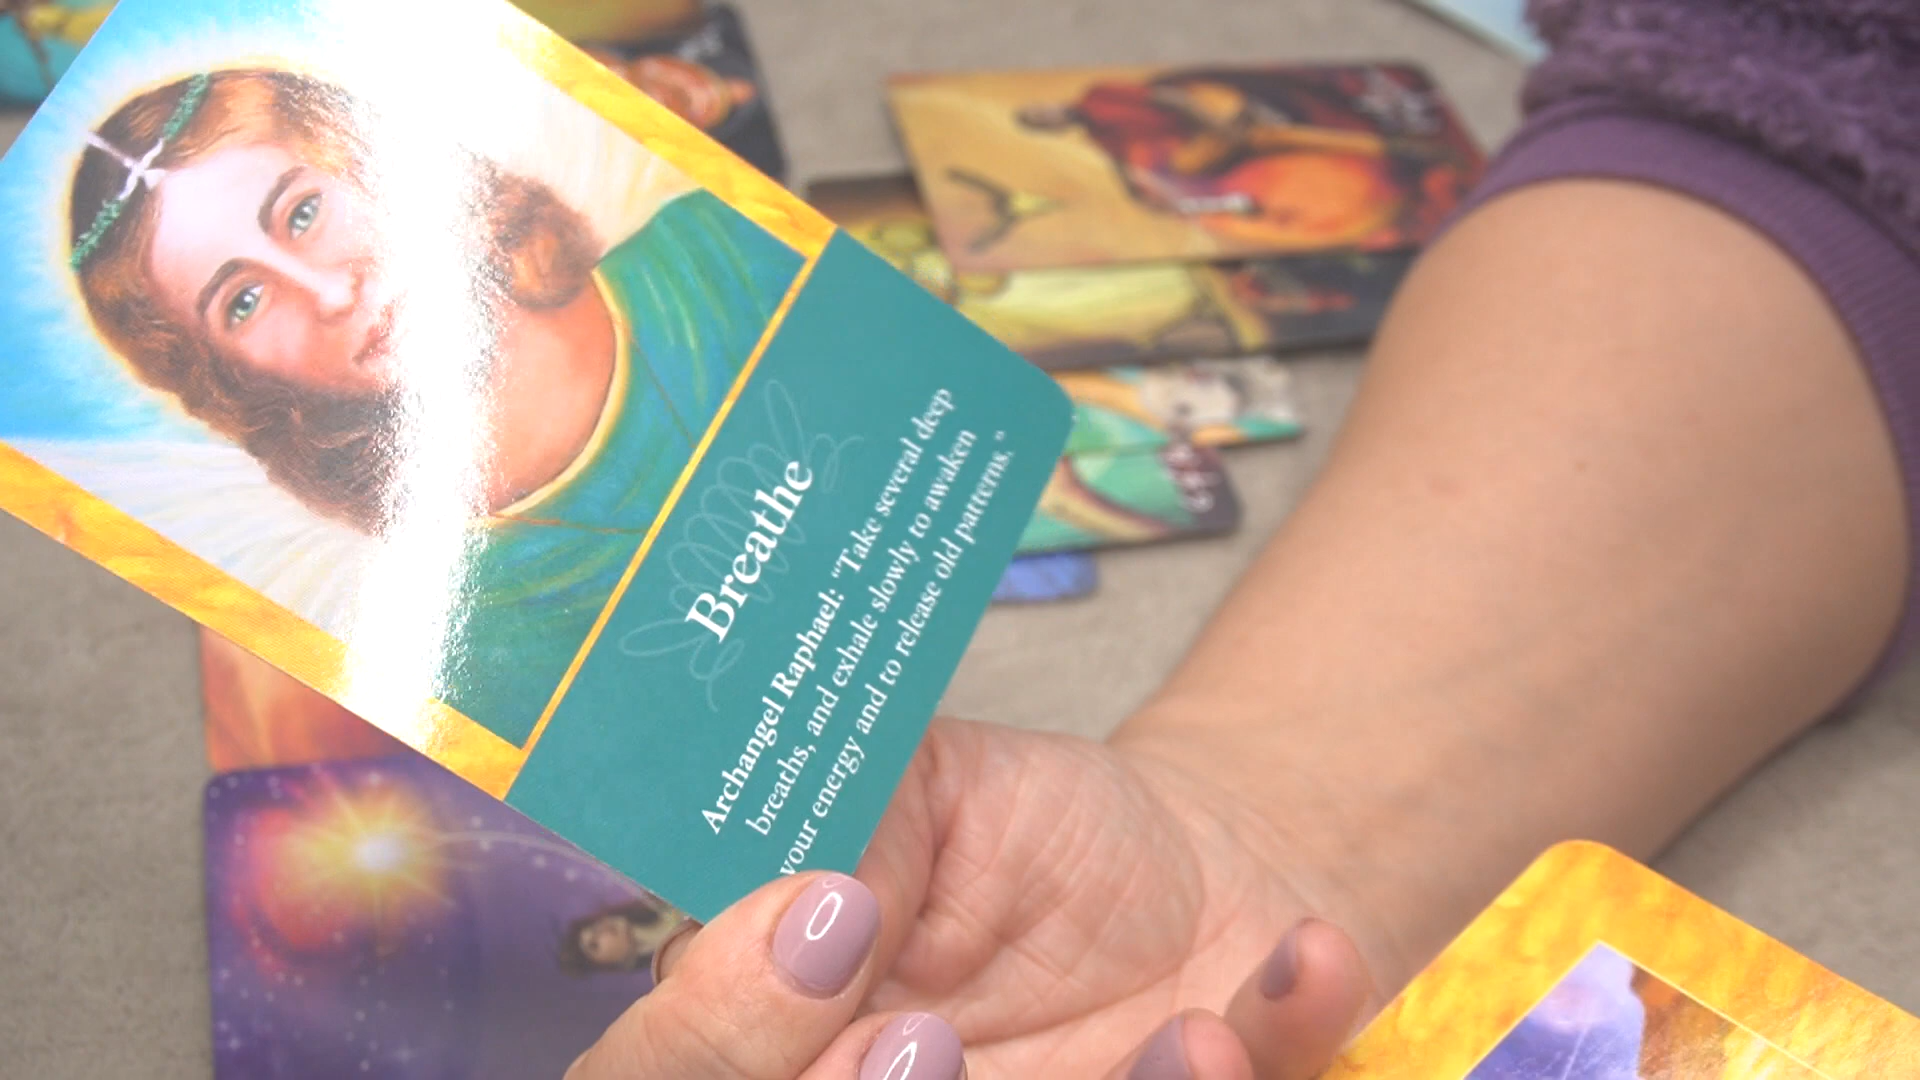 Breathe
Archangel Raphael: “Take several deep
breaths, and exhale slowly to awaken
your energy and to release old patterns.”